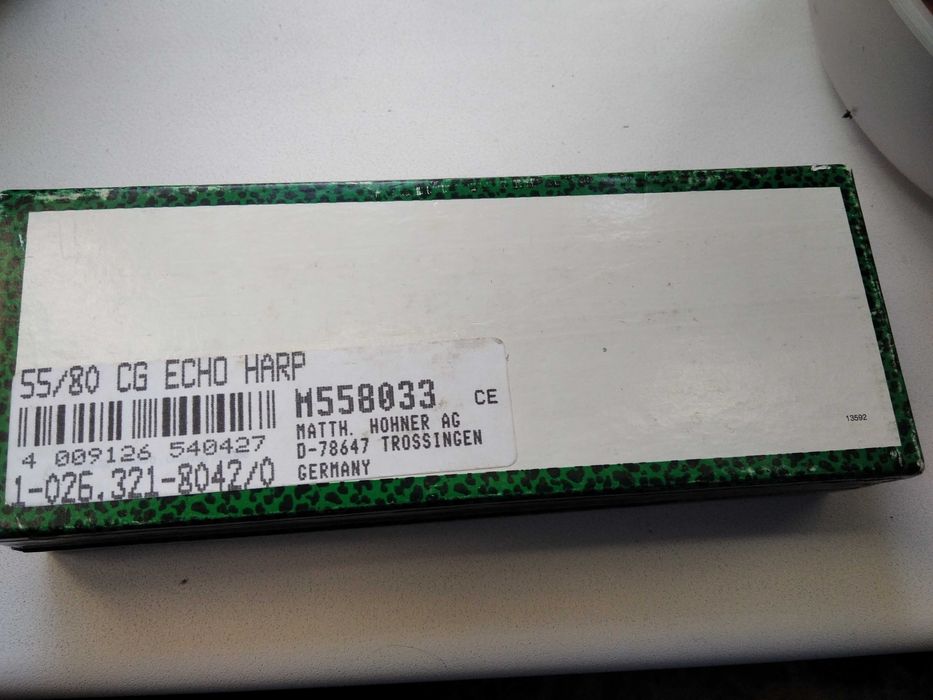 55/80 CG ECHO HARP
M558033 CE
MATTH. HOHNER AG
D-78647 TROSSINGEN
GERMANY
4 009126 540427
1-026.321-8042/0
13592